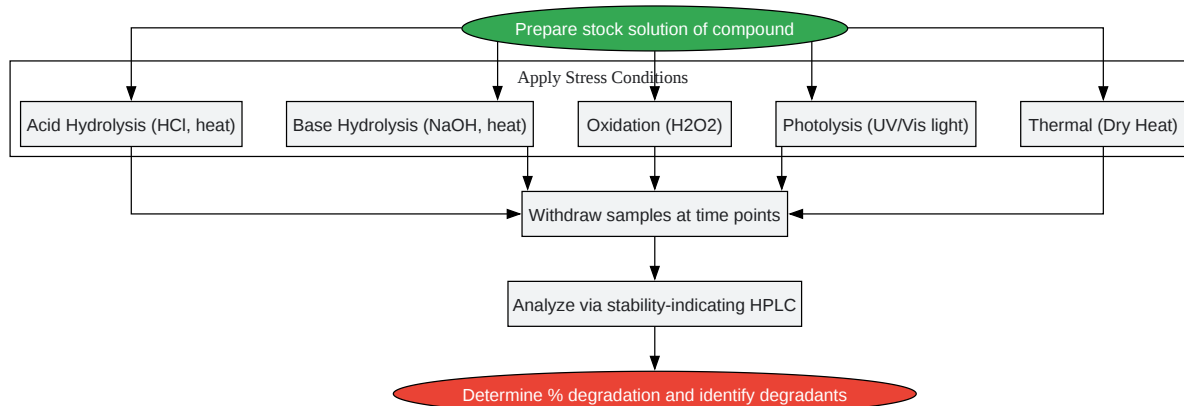 Prepare stock solution of compound
Apply Stress Conditions
Acid Hydrolysis (HCl, heat)
Base Hydrolysis (NaOH, heat)
Oxidation (H2O2)
Photolysis (UV/Vis light)
Thermal (Dry Heat)
Withdraw samples at time points
Analyze via stability-indicating HPLC
Determine % degradation and identify degradants